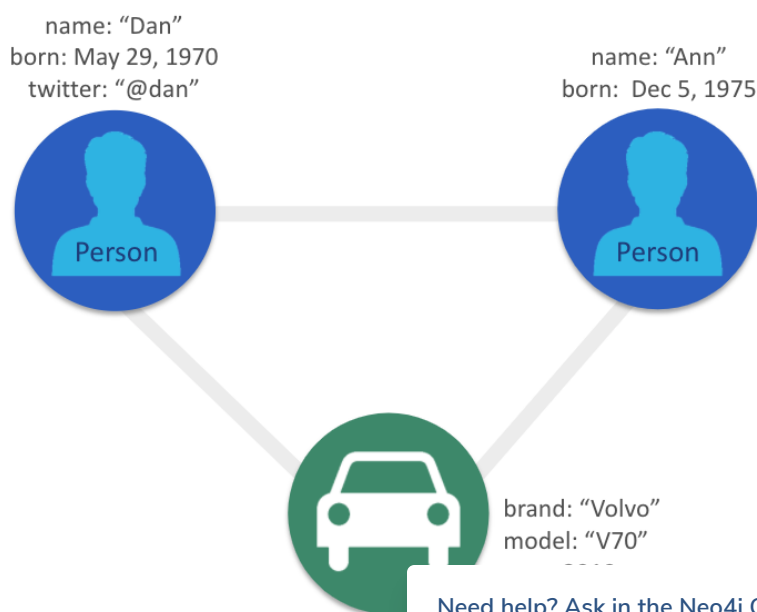 name: “Dan”
born: May 29, 1970
twitter: “@dan”
name: “Ann”
born: Dec 5, 1975
Person
Person
brand: “Volvo”
model: “V70”
Need help? Ask in the Neo4j